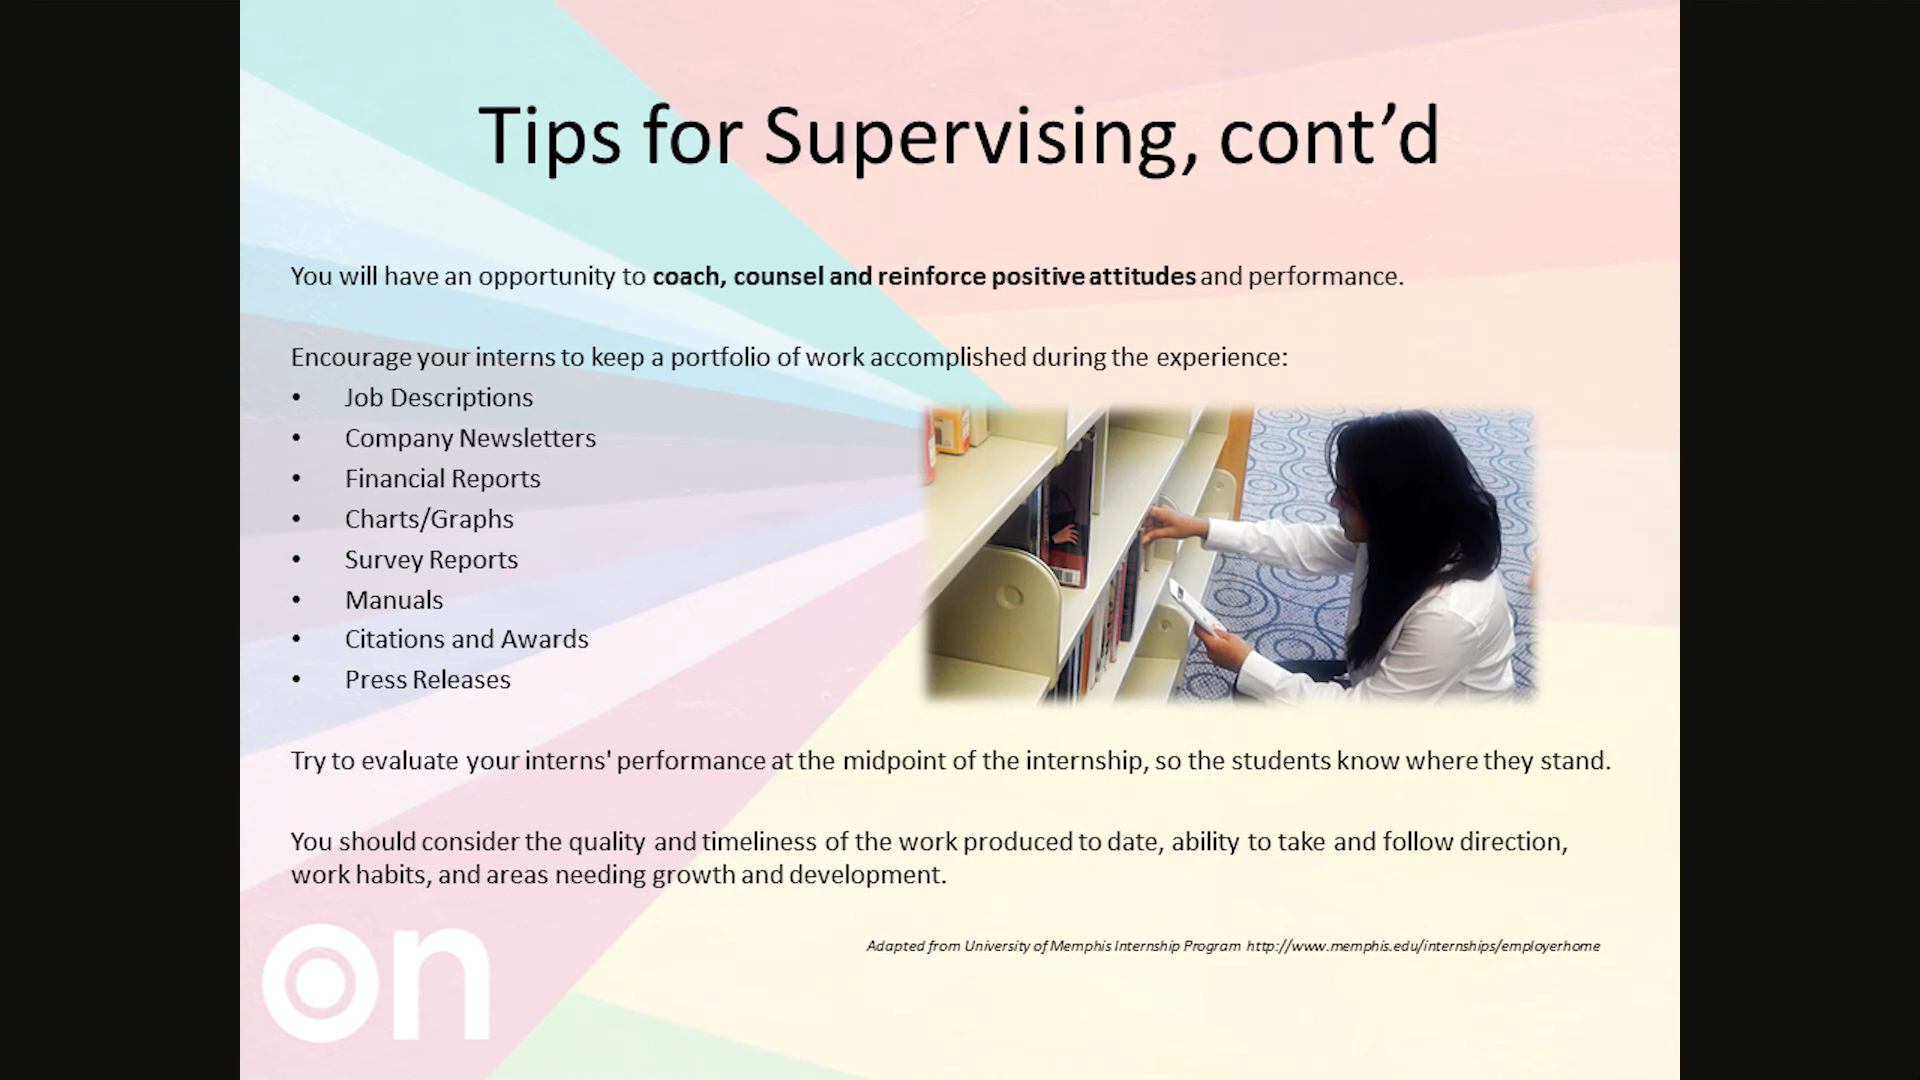 Tips for Supervising, cont’d
You will have an opportunity to coach, counsel and reinforce positive attitudes and performance.
Encourage your interns to keep a portfolio of work accomplished during the experience:
• Job Descriptions
• Company Newsletters
• Financial Reports
• Charts/Graphs
• Survey Reports
• Manuals
• Citations and Awards
• Press Releases
Try to evaluate your interns' performance at the midpoint of the internship, so the students know where they stand.
You should consider the quality and timeliness of the work produced to date, ability to take and follow direction,
work habits, and areas needing growth and development.
Adapted from University of Memphis Internship Program http://www.memphis.edu/internships/employerhome
on